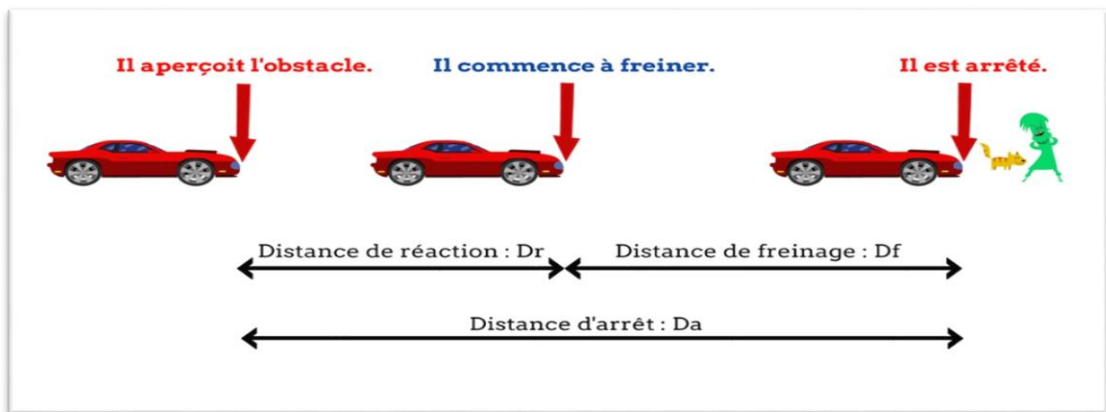 Il aperçoit l'obstacle.
Il commence à freiner.
Il est arrêté.
Distance de réaction : Dr
Distance de freinage : Df
Distance d'arrêt : Da